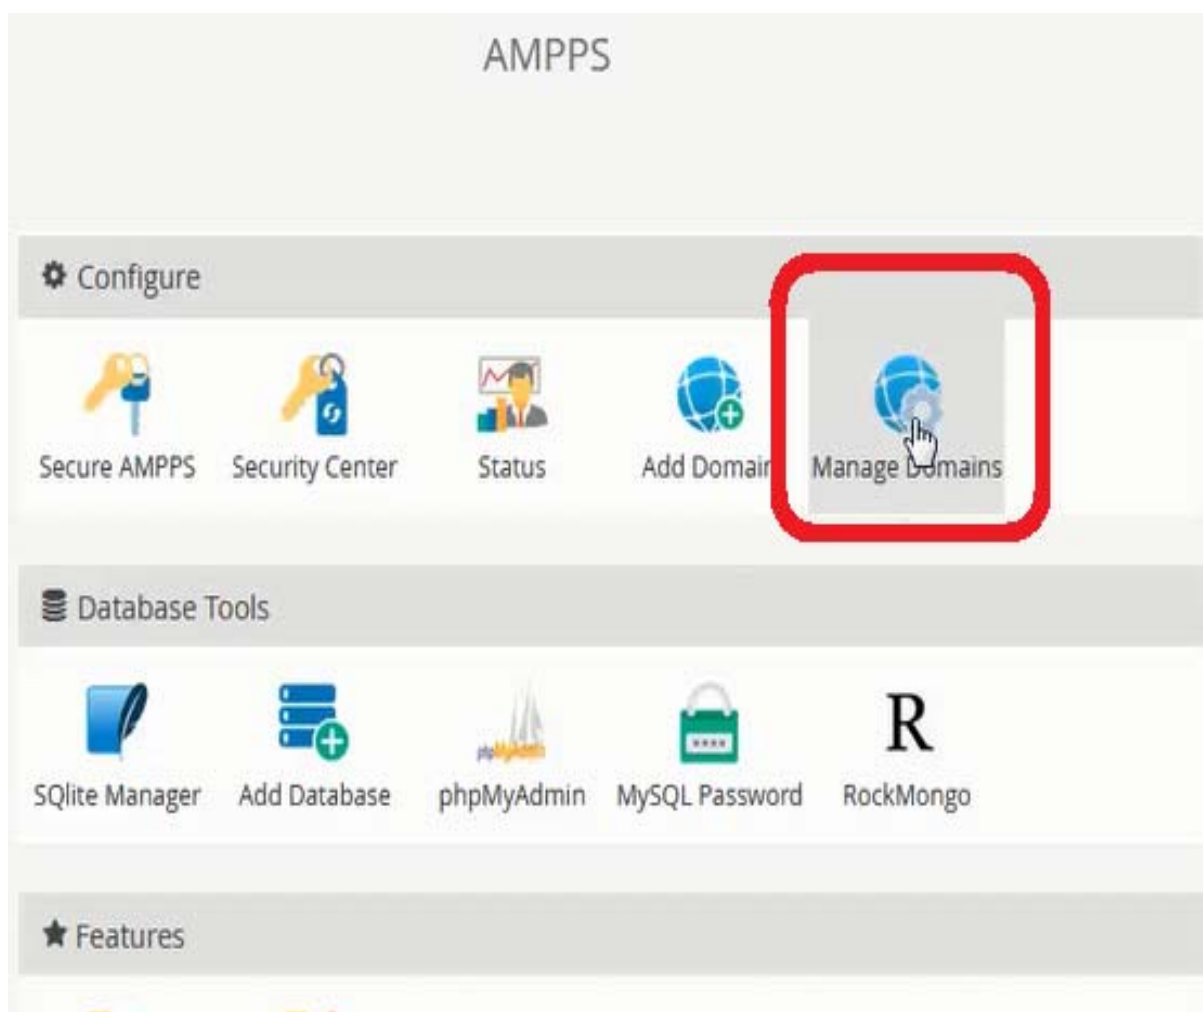 AMPPS
Configure
Secure AMPPS Security Center Status Add Domain Manage Domains
Database Tools
phpMyAdmin
R
SQlite Manager Add Database phpMyAdmin MySQL Password RockMongo
Features